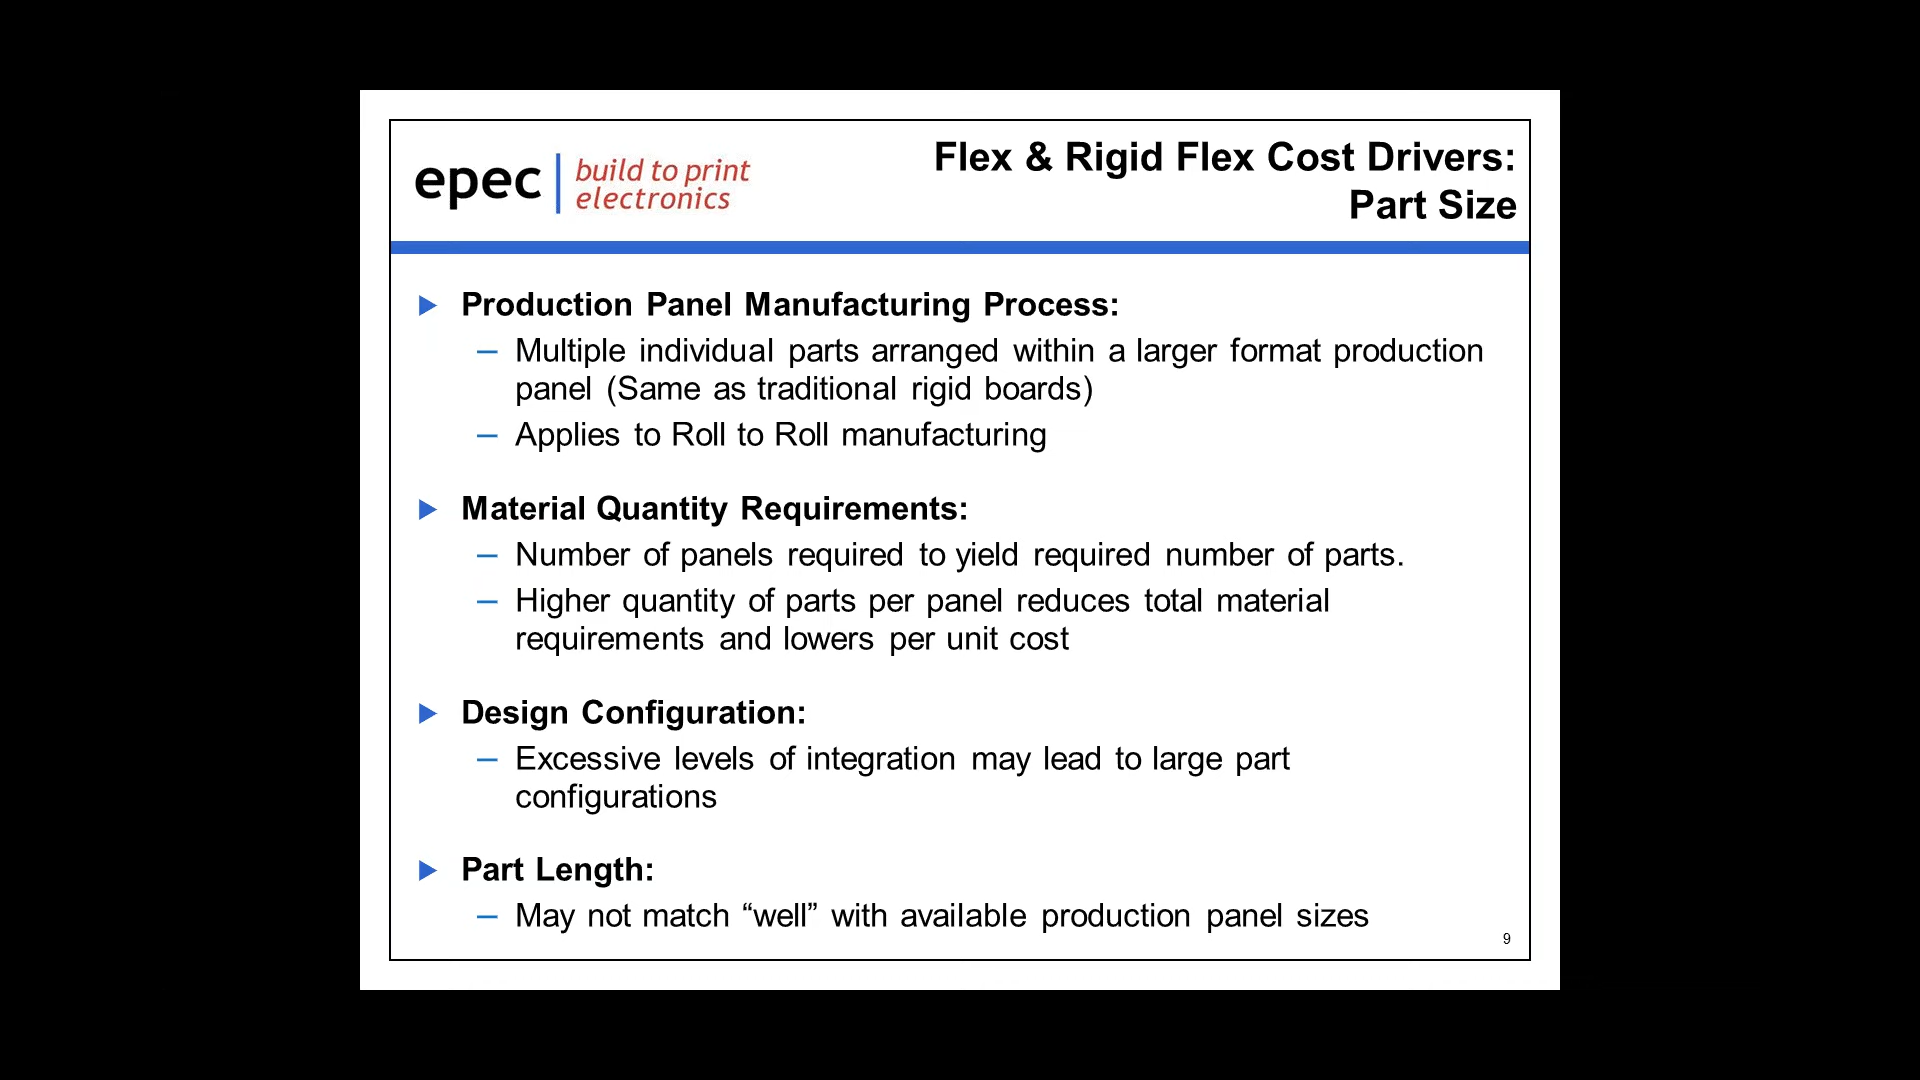 epec
build to print
electronics
Flex & Rigid Flex Cost Drivers:
Part Size
Production Panel Manufacturing Process:
– Multiple individual parts arranged within a larger format production
panel (Same as traditional rigid boards)
– Applies to Roll to Roll manufacturing
Material Quantity Requirements:
– Number of panels required to yield required number of parts.
– Higher quantity of parts per panel reduces total material
requirements and lowers per unit cost
Design Configuration:
– Excessive levels of integration may lead to large part
configurations
Part Length:
– May not match “well” with available production panel sizes
9